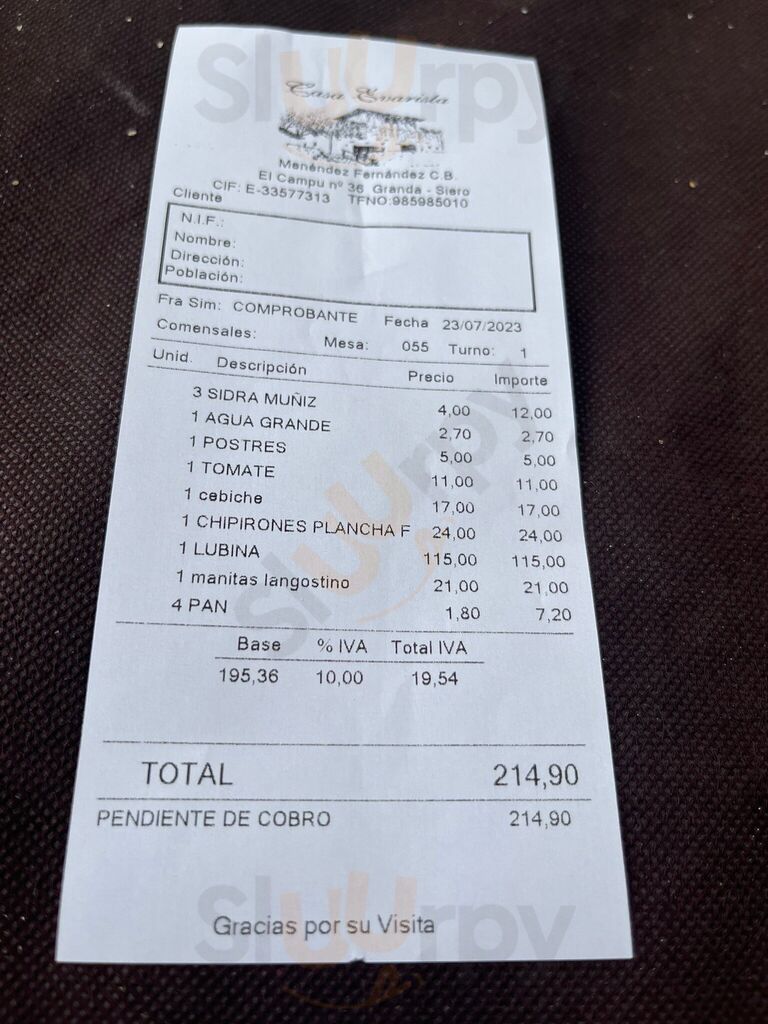 Casa Evarista
Menéndez Fernández C.B.
El Campu nº 36 Granda - Siero
CIF: E-33577313 TFNO:985985010
Cliente
N.I.F.:
Nombre:
Dirección:
Población:
Fra Sim: COMPROBANTE Fecha 23/07/2023
Comensales: Mesa: 055 Turno: 1
Unid. Descripción Precio Importe
3 SIDRA MUÑIZ 4,00 12,00
1 AGUA GRANDE 2,70 2,70
1 POSTRES 5,00 5,00
1 TOMATE 11,00 11,00
1 cebiche 17,00 17,00
1 CHIPIRONES PLANCHA F 24,00 24,00
1 LUBINA 115,00 115,00
1 manitas langostino 21,00 21,00
4 PAN 1,80 7,20
Base % IVA Total IVA
195,36 10,00 19,54
TOTAL 214,90
PENDIENTE DE COBRO 214,90
Gracias por su Visita
Sluurpy
Sluurpy
Sluurpy